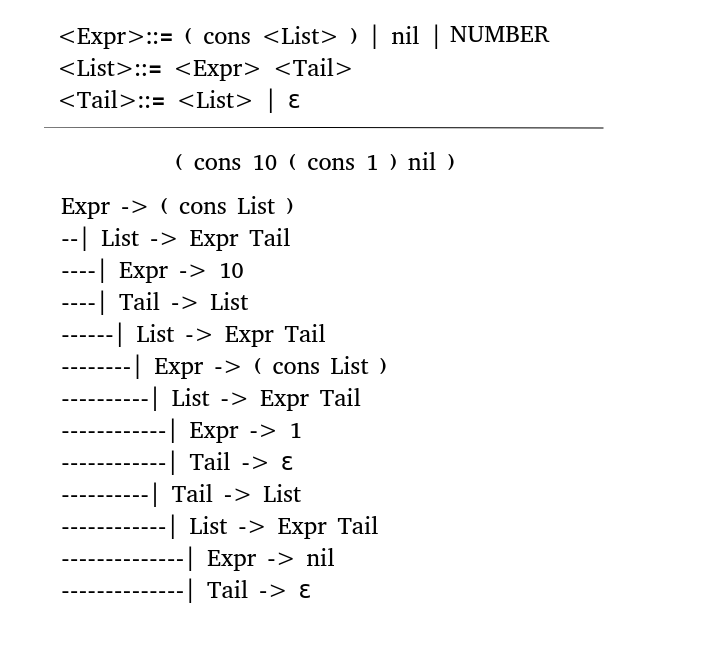 <Expr>::= ( cons <List> ) | nil | NUMBER
<List>::= <Expr> <Tail>
<Tail>::= <List> | ε
( cons 10 ( cons 1 ) nil )
Expr -> ( cons List )
--| List -> Expr Tail
----| Expr -> 10
----| Tail -> List
------| List -> Expr Tail
--------| Expr -> ( cons List )
----------| List -> Expr Tail
------------| Expr -> 1
------------| Tail -> ε
----------| Tail -> List
------------| List -> Expr Tail
--------------| Expr -> nil
--------------| Tail -> ε